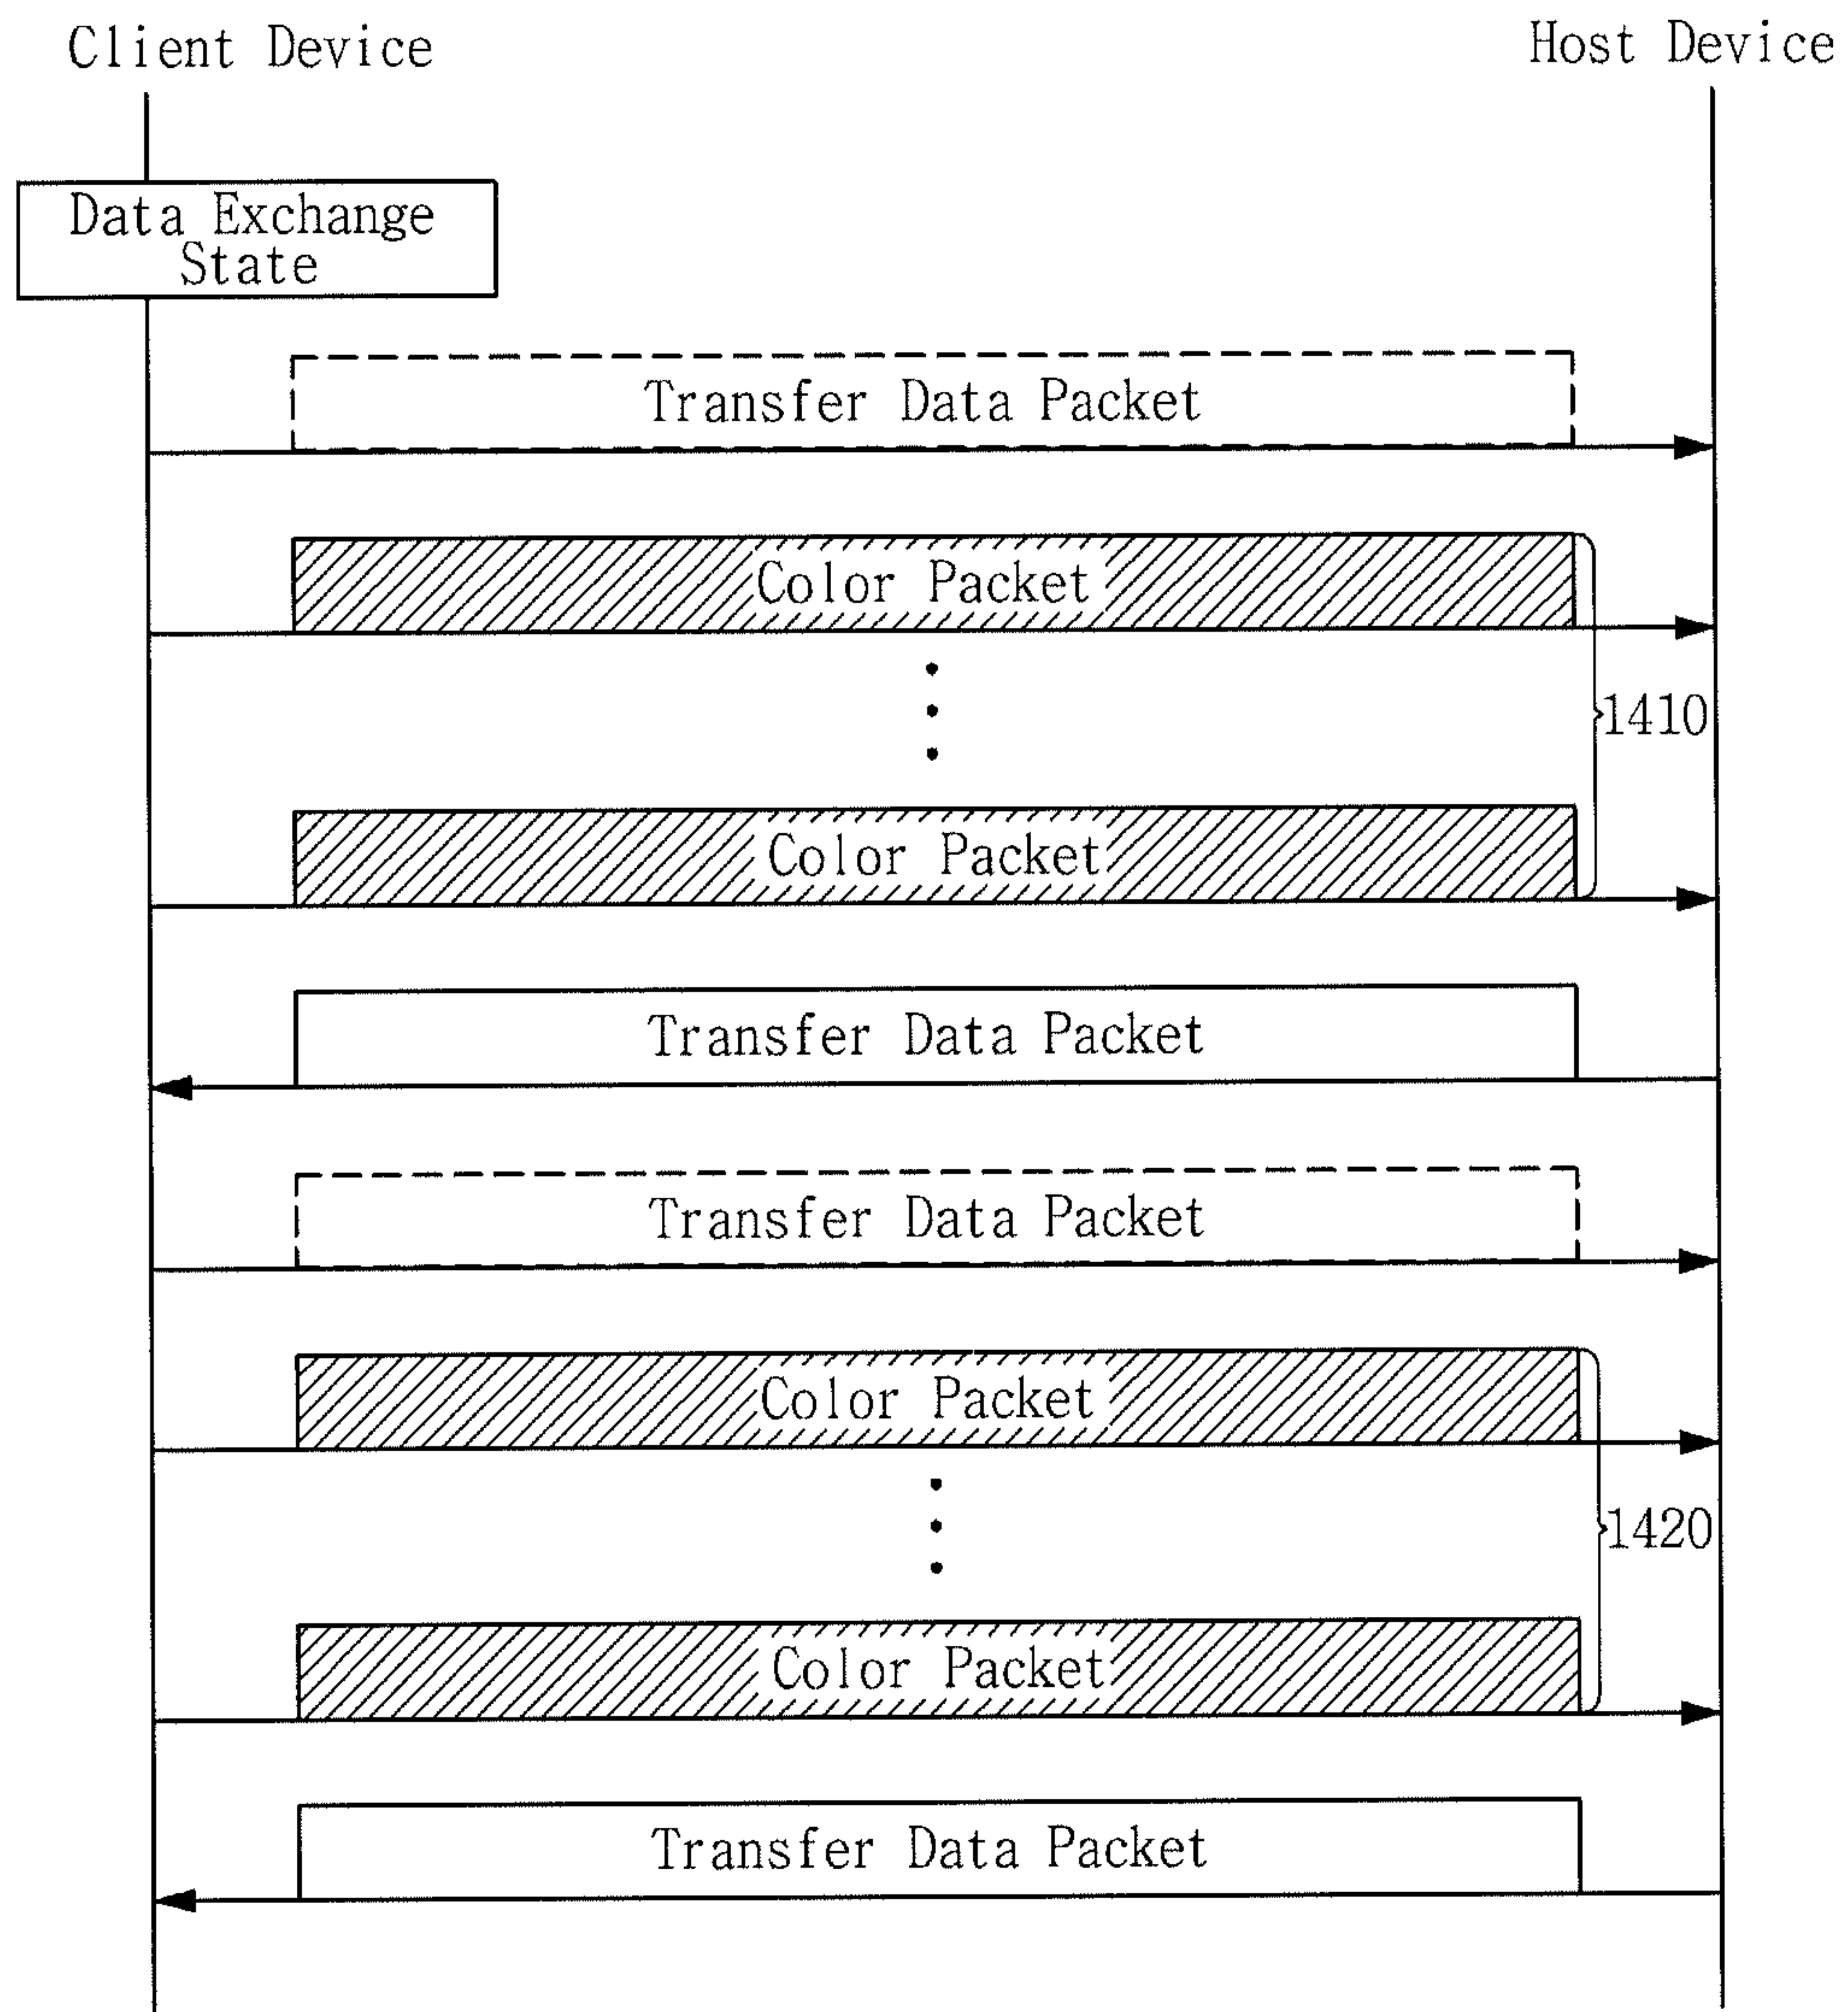 Client Device
Host Device
Data Exchange
State
Transfer Data Packet
Color Packet
1410
Color Packet
Transfer Data Packet
Transfer Data Packet
Color Packet
1420
Color Packet
Transfer Data Packet